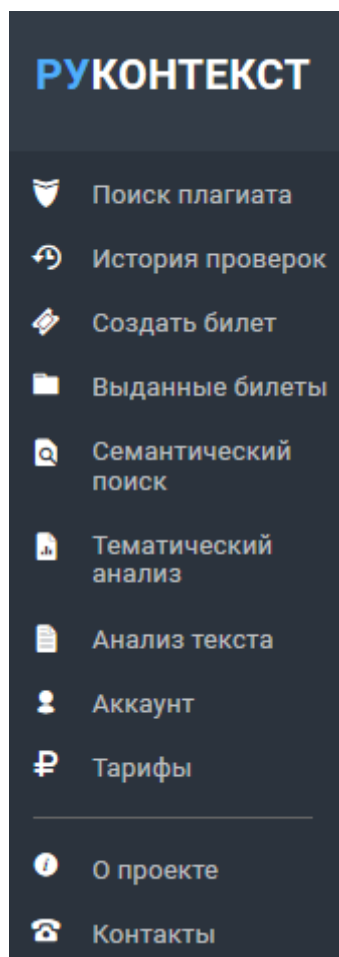 РУКОНТЕКСТ
Поиск плагиата
История проверок
Создать билет
Выданные билеты
Семантический
поиск
Тематический
анализ
Анализ текста
Аккаунт
Тарифы
О проекте
Контакты